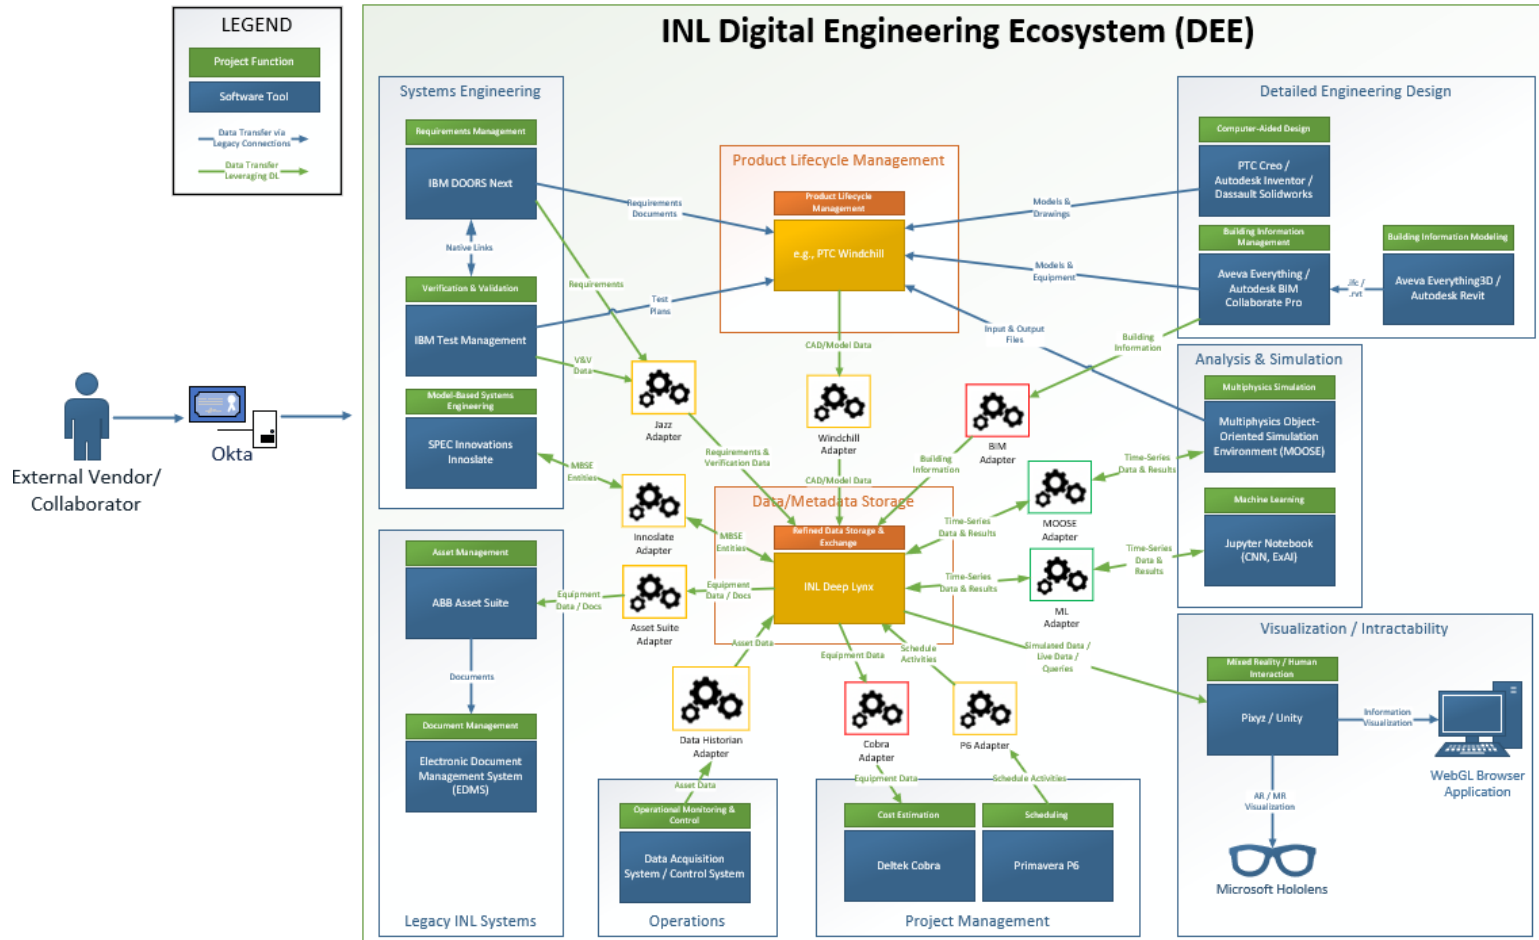 LEGEND
Project Function
Software Tool
Data Transfer via
Legacy Connections
Data Transfer
Leveraging DL
INL Digital Engineering Ecosystem (DEE)
External Vendor/
Collaborator
Okta
Systems Engineering
Requirements Management
IBM DOORS Next
Native Links
Verification & Validation
IBM Test Management
Model-Based Systems
Engineering
SPEC Innovations
Innoslate
Requirements
Documents
Requirements
Test
Plans
V&V
Data
MBSE
Entities
Product Lifecycle Management
Product Lifecycle
Management
e.g., PTC Windchill
CAD/Model Data
Models &
Drawings
Models &
Equipment
Input & Output
Files
Building
Information
Detailed Engineering Design
Computer-Aided Design
PTC Creo /
Autodesk Inventor /
Dassault Solidworks
Building Information
Management
Aveva Everything /
Autodesk BIM
Collaborate Pro
.ifc /
.rvt
Building Information Modeling
Aveva Everything3D /
Autodesk Revit
Analysis & Simulation
Multiphysics Simulation
Multiphysics Object-
Oriented Simulation
Environment (MOOSE)
Machine Learning
Jupyter Notebook
(CNN, ExAI)
Time-Series
Data & Results
Time-Series
Data &
Results
Jazz
Adapter
Windchill
Adapter
BIM
Adapter
MOOSE
Adapter
ML
Adapter
Innoslate
Adapter
Asset Suite
Adapter
Data Historian
Adapter
Cobra
Adapter
P6 Adapter
Requirements &
Verification Data
CAD/Model Data
Building
Information
Time-Series
Data & Results
Time-Series
Data & Results
MBSE
Entities
Equipment
Data / Docs
Asset Data
Equipment Data
Schedule
Activities
Simulated Data /
Live Data /
Queries
Data/Metadata Storage
Refined Data Storage &
Exchange
INL Deep Lynx
Asset Management
ABB Asset Suite
Equipment
Data / Docs
Documents
Document Management
Electronic Document
Management System
(EDMS)
Legacy INL Systems
Asset Data
Operational Monitoring &
Control
Data Acquisition
System / Control System
Operations
Equipment Data
Schedule Activities
Cost Estimation
Deltek Cobra
Scheduling
Primavera P6
Project Management
Visualization / Intractability
Mixed Reality / Human
Interaction
Pixyz / Unity
Information
Visualization
WebGL Browser
Application
AR / MR
Visualization
Microsoft Hololens